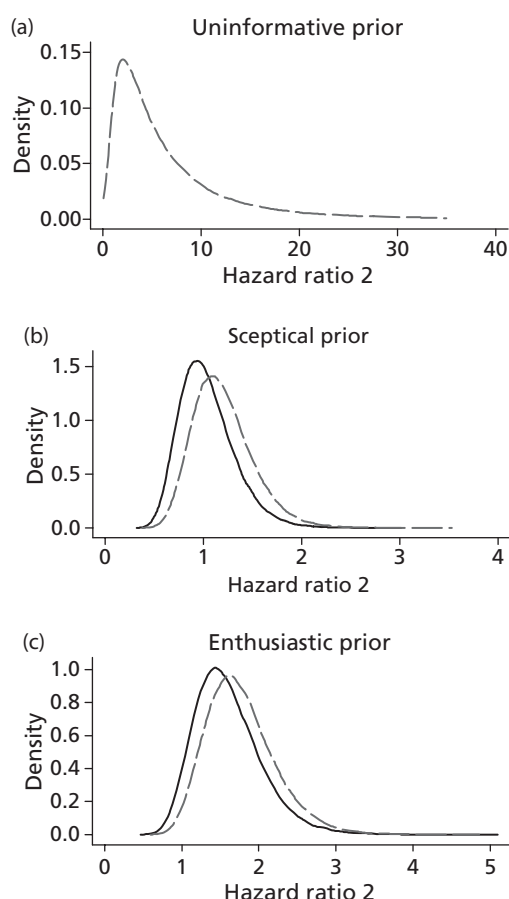 (a)
Uninformative prior
0.15
0.10
0.05
0.00
Density
0 10 20 30 40
Hazard ratio 2
(b)
Sceptical prior
1.5
1.0
0.5
0.0
Density
0 1 2 3 4
Hazard ratio 2
(c)
Enthusiastic prior
1.0
0.8
0.6
0.4
0.2
0.0
Density
0 1 2 3 4 5
Hazard ratio 2